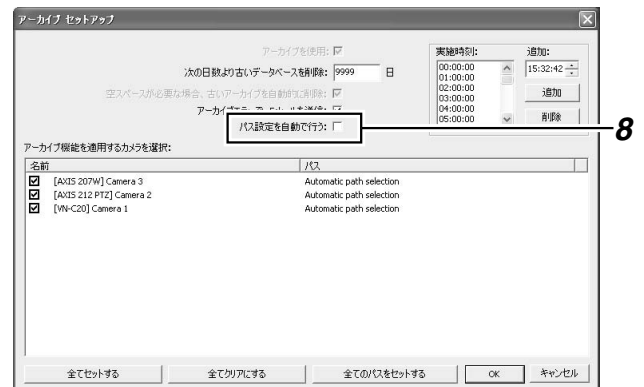 アーカイブ セットアップ
アーカイブを使用:
次の日数より古いデータベースを削除: 9999 日
空スペースが必要な場合、古いアーカイブを自動的に削除:
パス設定を自動で行う:
実施時刻:
00:00:00
01:00:00
02:00:00
03:00:00
04:00:00
05:00:00
追加:
15:32:42
追加
削除
8
アーカイブ機能を適用するカメラを選択:
名前 パス
[AXIS 207W] Camera 3 Automatic path selection
[AXIS 212 PTZ] Camera 2 Automatic path selection
[VN-C20] Camera 1 Automatic path selection
全てセットする 全てクリアにする 全てのパスをセットする OK キャンセル